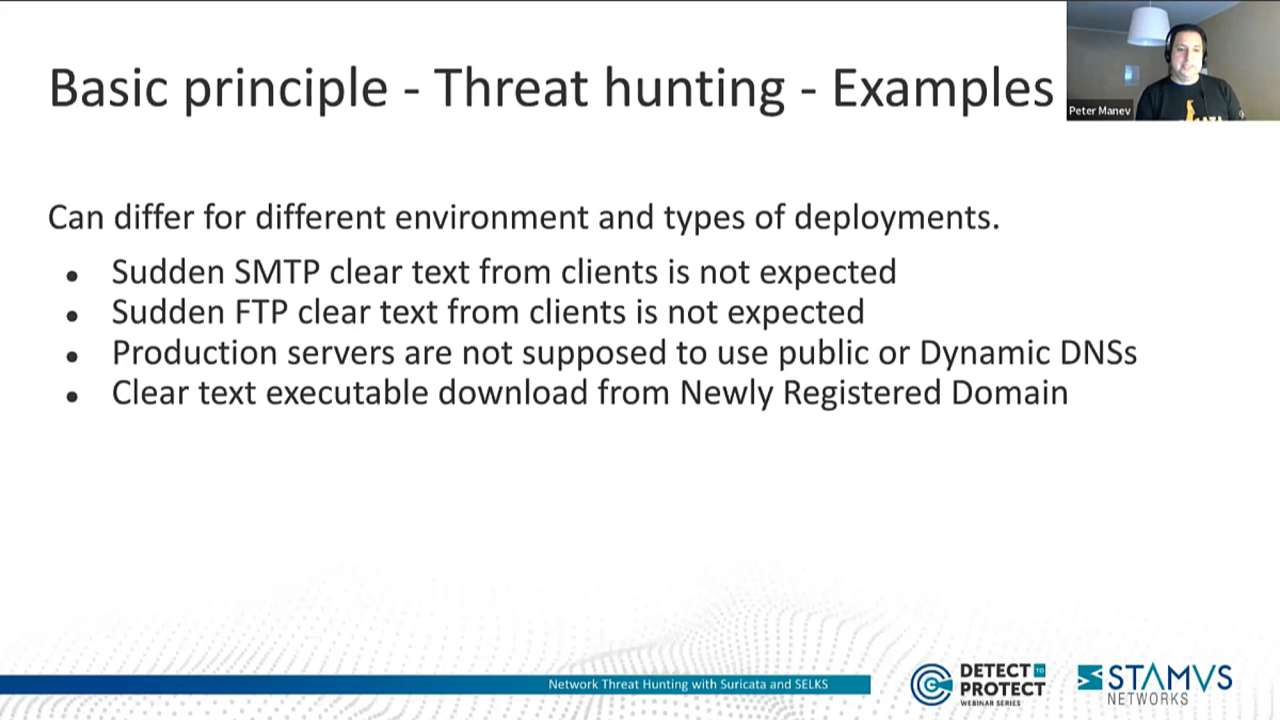 Basic principle - Threat hunting - Examples
Peter Manev
Can differ for different environment and types of deployments.
• Sudden SMTP clear text from clients is not expected
• Sudden FTP clear text from clients is not expected
• Production servers are not supposed to use public or Dynamic DNSs
• Clear text executable download from Newly Registered Domain
Network Threat Hunting with Suricata and SELKS
DETECT TO
PROTECT
WEBINAR SERIES
STAMVS
NETWORKS